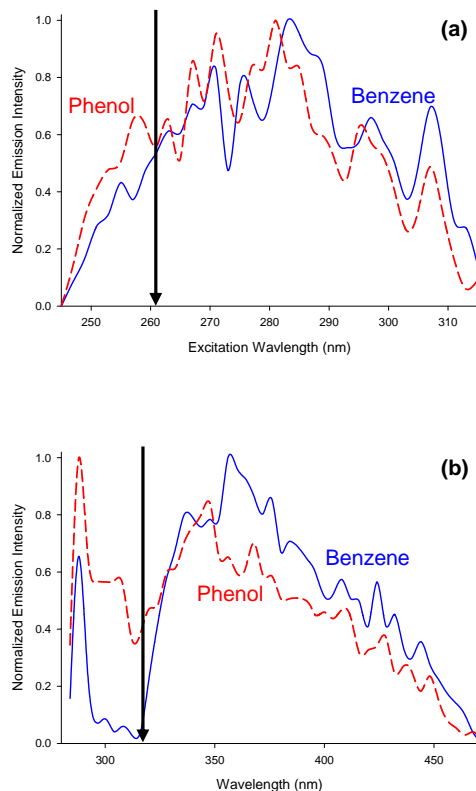 (a)
1.0
0.8
0.6
0.4
0.2
0.0
Normalized Emission Intensity
Phenol
Benzene
250 260 270 280 290 300 310
Excitation Wavlength (nm)
(b)
1.0
0.8
0.6
0.4
0.2
0.0
Normalized Emission Intensity
Benzene
Phenol
300 350 400 450
Wavelength (nm)